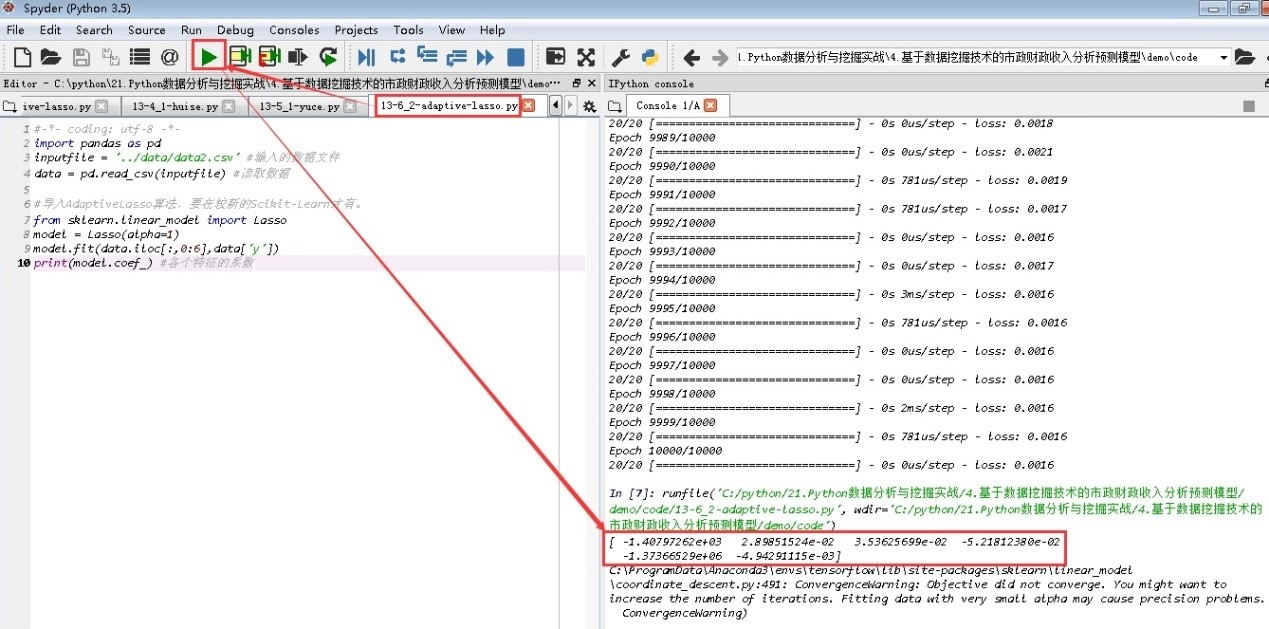 Spyder (Python 3.5)
File Edit Search Source Run Debug Consoles Projects Tools View Help
l.Python数据分析与挖掘实战\4.基于数据挖掘技术的市政财政收入分析预测模型\demo\code
Editor - C:\python\21.Python数据分析与挖掘实战\4.基于数据挖掘技术的市政财政收入分析预测模型\demo...
ive-lasso.py 13-4_1-huise.py 13-5_1-yuce.py 13-6_2-adaptive-lasso.py
1 #-*- coding: utf-8 -*-
2 import pandas as pd
3 inputfile = '../data/data2.csv' #输入的数据文件
4 data = pd.read_csv(inputfile) #读取数据
5
6 #导入AdaptiveLasso算法，要在较新的Scikit-Learn才有。
7 from sklearn.linear_model import Lasso
8 model = Lasso(alpha=1)
9 model.fit(data.iloc[:,0:6],data['y'])
10 print(model.coef_) #各个特征的系数
IPython console
Console 1/A
20/20 [==============================] - 0s 0us/step - loss: 0.0018
Epoch 9989/10000
20/20 [==============================] - 0s 0us/step - loss: 0.0021
Epoch 9990/10000
20/20 [==============================] - 0s 781us/step - loss: 0.0019
Epoch 9991/10000
20/20 [==============================] - 0s 781us/step - loss: 0.0017
Epoch 9992/10000
20/20 [==============================] - 0s 0us/step - loss: 0.0016
Epoch 9993/10000
20/20 [==============================] - 0s 0us/step - loss: 0.0017
Epoch 9994/10000
20/20 [==============================] - 0s 3ms/step - loss: 0.0016
Epoch 9995/10000
20/20 [==============================] - 0s 781us/step - loss: 0.0016
Epoch 9996/10000
20/20 [==============================] - 0s 0us/step - loss: 0.0016
Epoch 9997/10000
20/20 [==============================] - 0s 0us/step - loss: 0.0016
Epoch 9998/10000
20/20 [==============================] - 0s 2ms/step - loss: 0.0016
Epoch 9999/10000
20/20 [==============================] - 0s 781us/step - loss: 0.0016
Epoch 10000/10000
20/20 [==============================] - 0s 0us/step - loss: 0.0016
In [7]: runfile('C:/python/21.Python数据分析与挖掘实战/4.基于数据挖掘技术的市政财政收入分析预测模型/
demo/code/13-6_2-adaptive-lasso.py', wdir='C:/python/21.Python数据分析与挖掘实战/4.基于数据挖掘技术的
市政财政收入分析预测模型/demo/code')
[ -1.40797262e+03 2.89851524e-02 3.53625699e-02 -5.21812380e-02
-1.37366529e+06 -4.94291115e-03]
C:\ProgramData\Anaconda3\envs\tensorflow\lib\site-packages\sklearn\linear_model
\coordinate_descent.py:491: ConvergenceWarning: Objective did not converge. You might want to
increase the number of iterations. Fitting data with very small alpha may cause precision problems.
ConvergenceWarning)